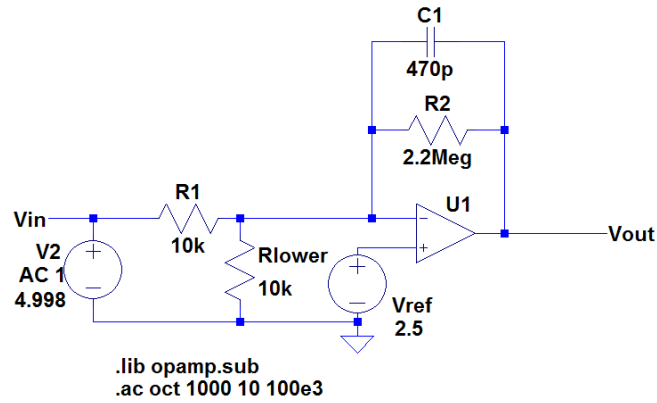 C1
470p
R2
2.2Meg
R1
10k
U1
Vin
Vout
V2
AC 1
4.998
Rlower
10k
Vref
2.5
.lib opamp.sub
.ac oct 1000 10 100e3